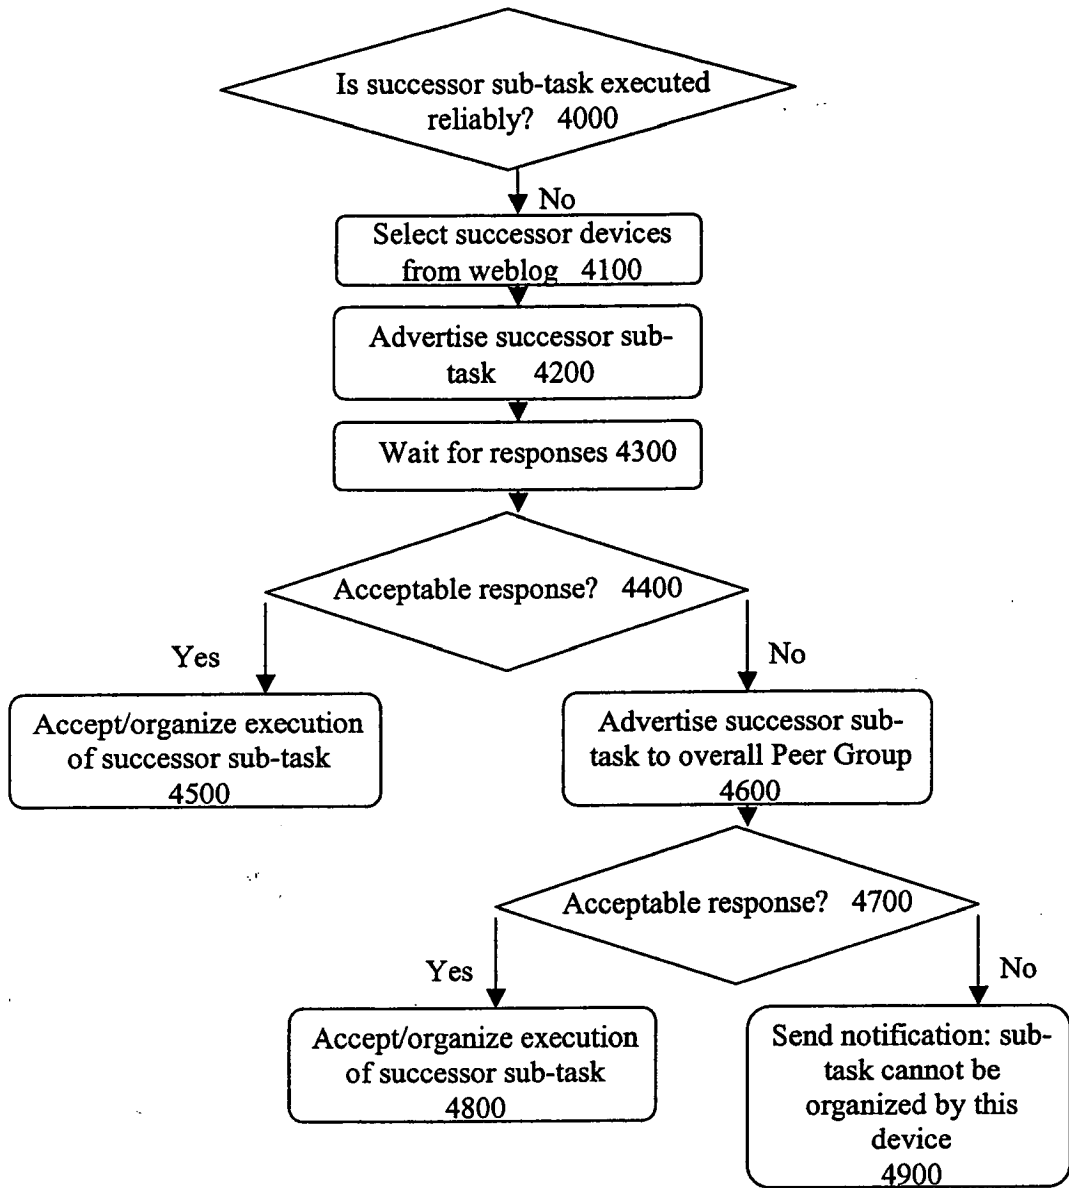 Is successor sub-task executed
reliably? 4000
No
Select successor devices
from weblog 4100
Advertise successor sub-
task 4200
Wait for responses 4300
Acceptable response? 4400
Yes
No
Accept/organize execution
of successor sub-task
4500
Advertise successor sub-
task to overall Peer Group
4600
Acceptable response? 4700
Yes
No
Accept/organize execution
of successor sub-task
4800
Send notification: sub-
task cannot be
organized by this
device
4900